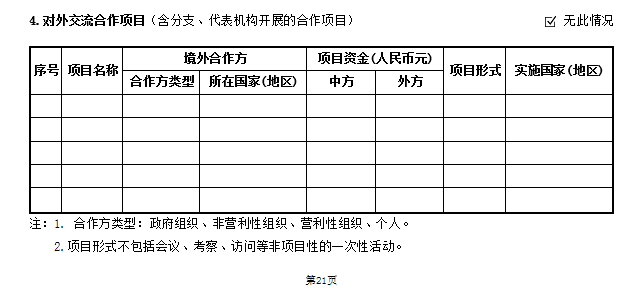 4.对外交流合作项目（含分支、代表机构开展的合作项目） ☑ 无此情况
序号 项目名称 境外合作方 项目资金(人民币元) 项目形式 实施国家(地区)
合作方类型 所在国家(地区) 中方 外方
注：1. 合作方类型：政府组织、非营利性组织、营利性组织、个人。
2.项目形式不包括会议、考察、访问等非项目性的一次性活动。
第21页